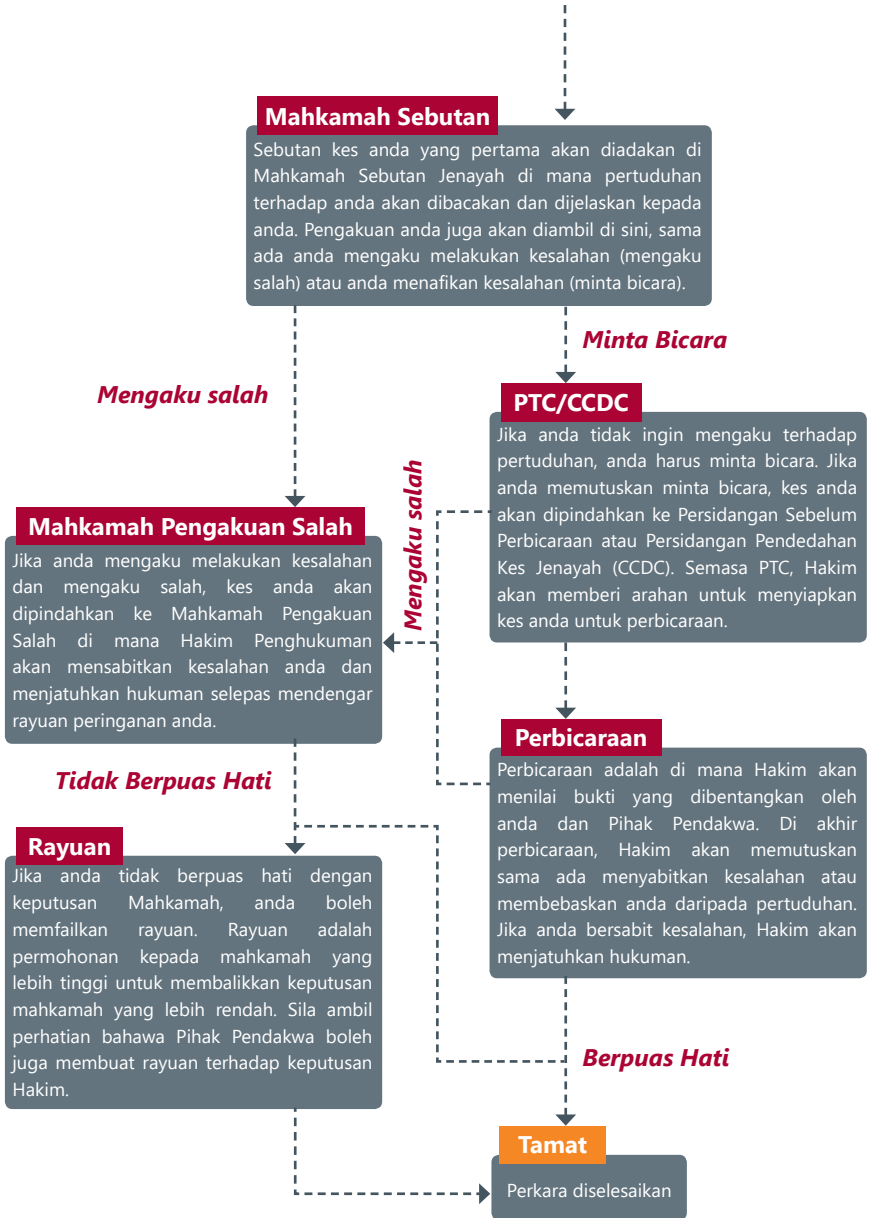 Mahkamah Sebutan
Sebutan kes anda yang pertama akan diadakan di
Mahkamah Sebutan Jenayah di mana pertuduhan
terhadap anda akan dibacakan dan dijelaskan kepada
anda. Pengakuan anda juga akan diambil di sini, sama
ada anda mengaku melakukan kesalahan (mengaku
salah) atau anda menafikan kesalahan (minta bicara).
Minta Bicara
Mengaku salah
PTC/CCDC
Jika anda tidak ingin mengaku terhadap
pertuduhan, anda harus minta bicara. Jika
anda memutuskan minta bicara, kes anda
akan dipindahkan ke Persidangan Sebelum
Perbicaraan atau Persidangan Pendedahan
Kes Jenayah (CCDC). Semasa PTC, Hakim
akan memberi arahan untuk menyiapkan
kes anda untuk perbicaraan.
Mengaku salah
Mahkamah Pengakuan Salah
Jika anda mengaku melakukan kesalahan
dan mengaku salah, kes anda akan
dipindahkan ke Mahkamah Pengakuan
Salah di mana Hakim Penghukuman
akan mensabitkan kesalahan anda dan
menjatuhkan hukuman selepas mendengar
rayuan peringanan anda.
Perbicaraan
Perbicaraan adalah di mana Hakim akan
menilai bukti yang dibentangkan oleh
anda dan Pihak Pendakwa. Di akhir
perbicaraan, Hakim akan memutuskan
sama ada menyabitkan kesalahan atau
membebaskan anda daripada pertuduhan.
Jika anda bersabit kesalahan, Hakim akan
menjatuhkan hukuman.
Tidak Berpuas Hati
Rayuan
Jika anda tidak berpuas hati dengan
keputusan Mahkamah, anda boleh
memfailkan rayuan. Rayuan adalah
permohonan kepada mahkamah yang
lebih tinggi untuk membalikkan keputusan
mahkamah yang lebih rendah. Sila ambil
perhatian bahawa Pihak Pendakwa boleh
juga membuat rayuan terhadap keputusan
Hakim.
Berpuas Hati
Tamat
Perkara diselesaikan